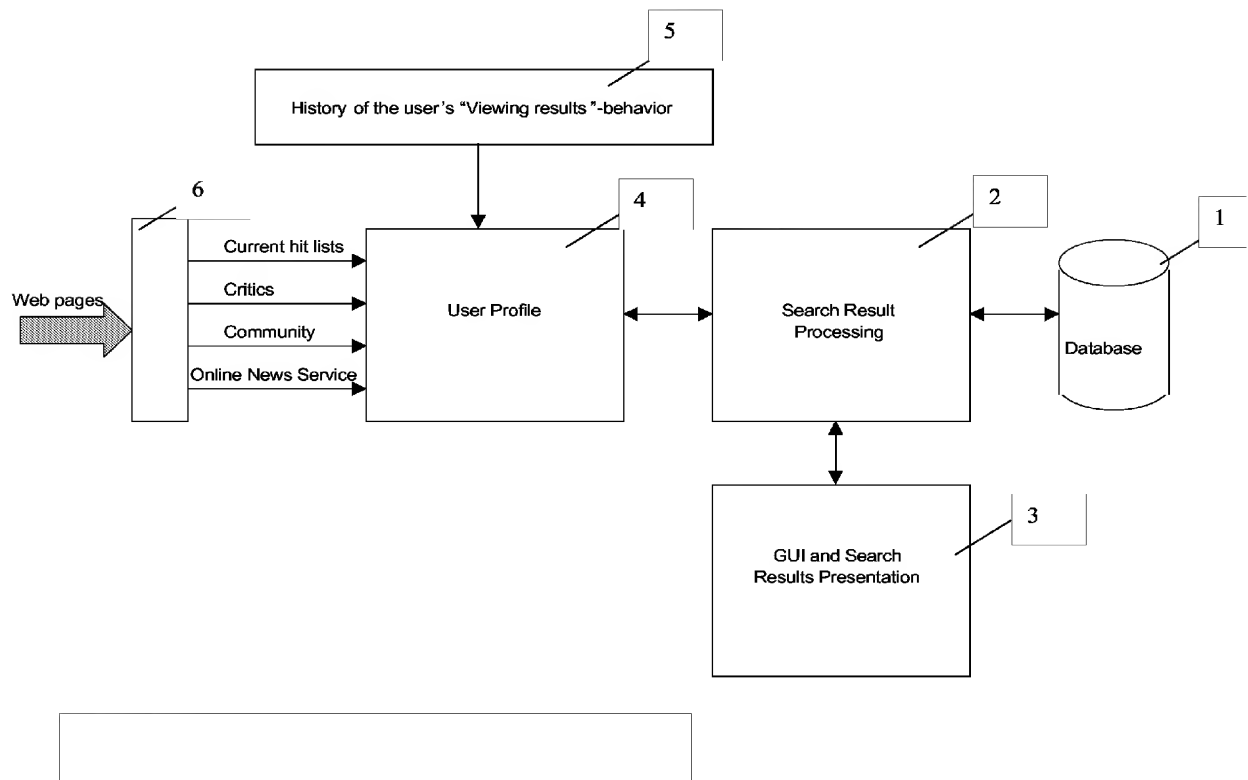 5
History of the user's "Viewing results"-behavior
6
4
2
1
Current hit lists
Web pages
Critics
User Profile
Search Result
Processing
Community
Database
Online News Service
3
GUI and Search
Results Presentation